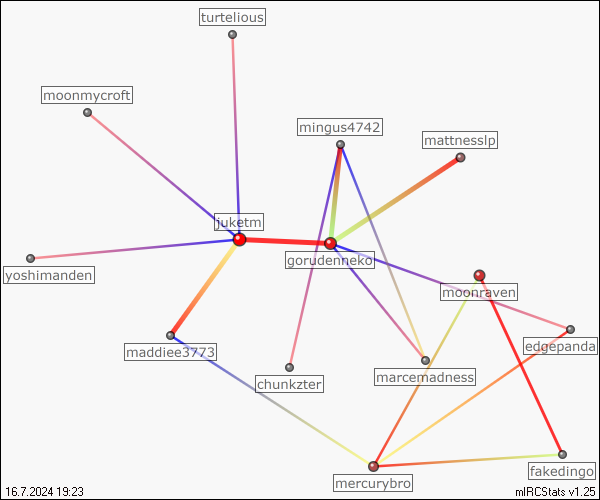 turtelious
moonmycroft
mingus4742
mattnesslp
juketm
gorudenneko
yoshimanden
moonraven
maddiee3773
edgepanda
marcemadness
chunkzter
fakedingo
mercurybro
16.7.2024 19:23
mIRCStats v1.25